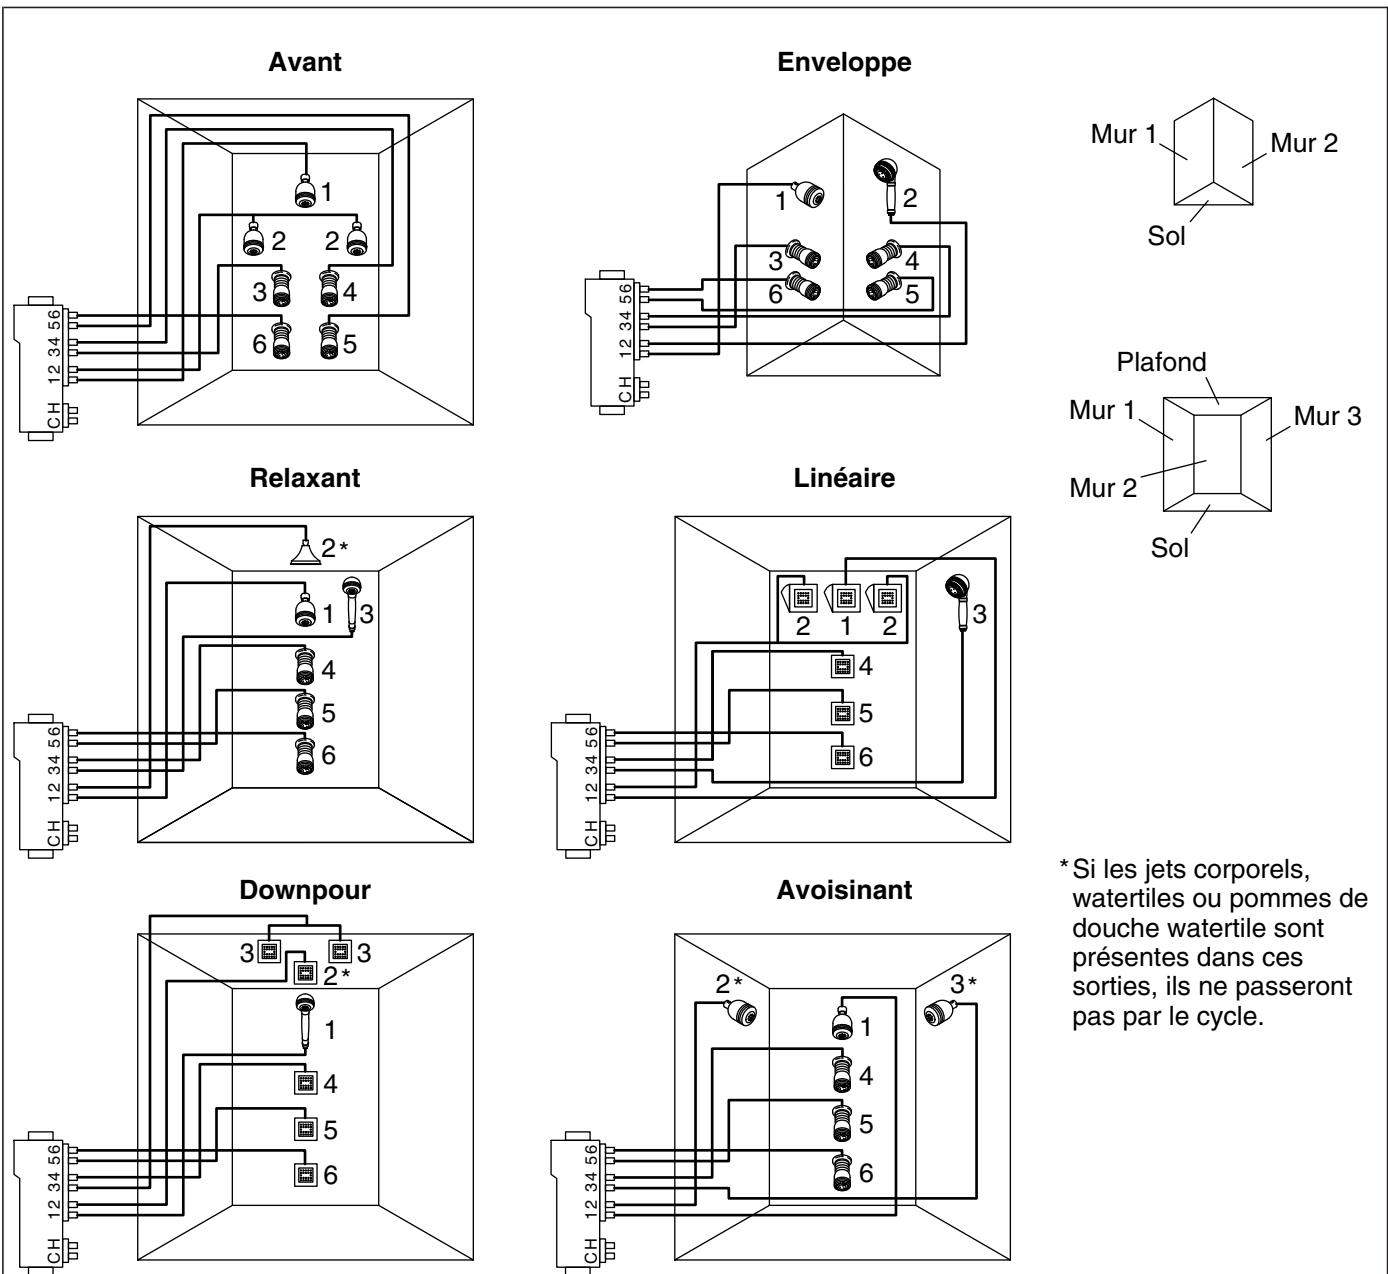 Avant
1
2 2
3 4
6 5
CH 12 34 56
Enveloppe
1 2
3 4
6 5
CH 12 34 56
Mur 1
Mur 2
Sol
Plafond
Mur 1
Mur 3
Mur 2
Sol
Relaxant
2*
1 3
4
5
6
CH 12 34 56
Linéaire
2 1 2 3
4
5
6
CH 12 34 56
Downpour
3 3
2*
1
4
5
6
CH 12 34 56
Avoisinant
2* 3*
1
4
5
6
CH 12 34 56
*Si les jets corporels,
watertiles ou pommes de
douche watertile sont
présentes dans ces
sorties, ils ne passeront
pas par le cycle.